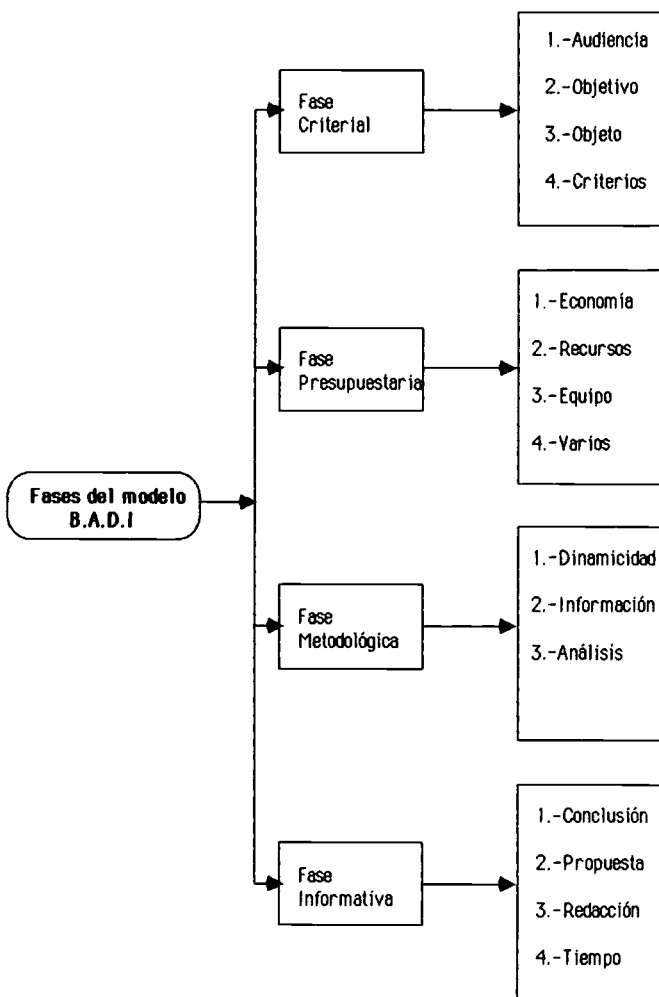 Fases del modelo
B.A.D.I
Fase
Criterial
1.-Audiencia
2.-Objetivo
3.-Objeto
4.-Criterios
Fase
Presupuestaria
1.-Economía
2.-Recursos
3.-Equipo
4.-Varios
Fase
Metodológica
1.-Dinamicidad
2.-Información
3.-Análisis
Fase
Informativa
1.-Conclusión
2.-Propuesta
3.-Redacción
4.-Tiempo